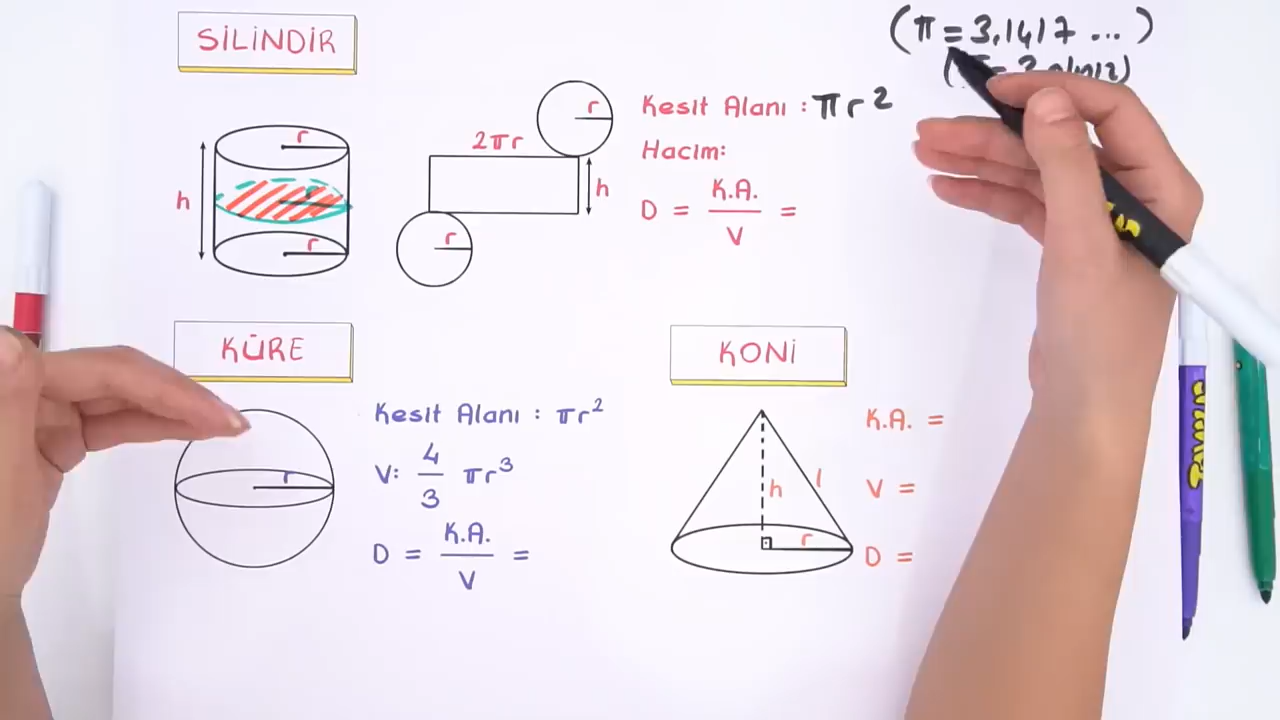 SİLİNDİR
(π = 3,1417 ...)
r
h
r
r
2πr
r
h
r
Kesit Alanı : πr²
Hacim:
D = K.A. / V =
KÜRE
r
Kesit Alanı : πr²
V: 4/3 πr³
D = K.A. / V =
KONİ
h
l
r
K.A. =
V =
D =